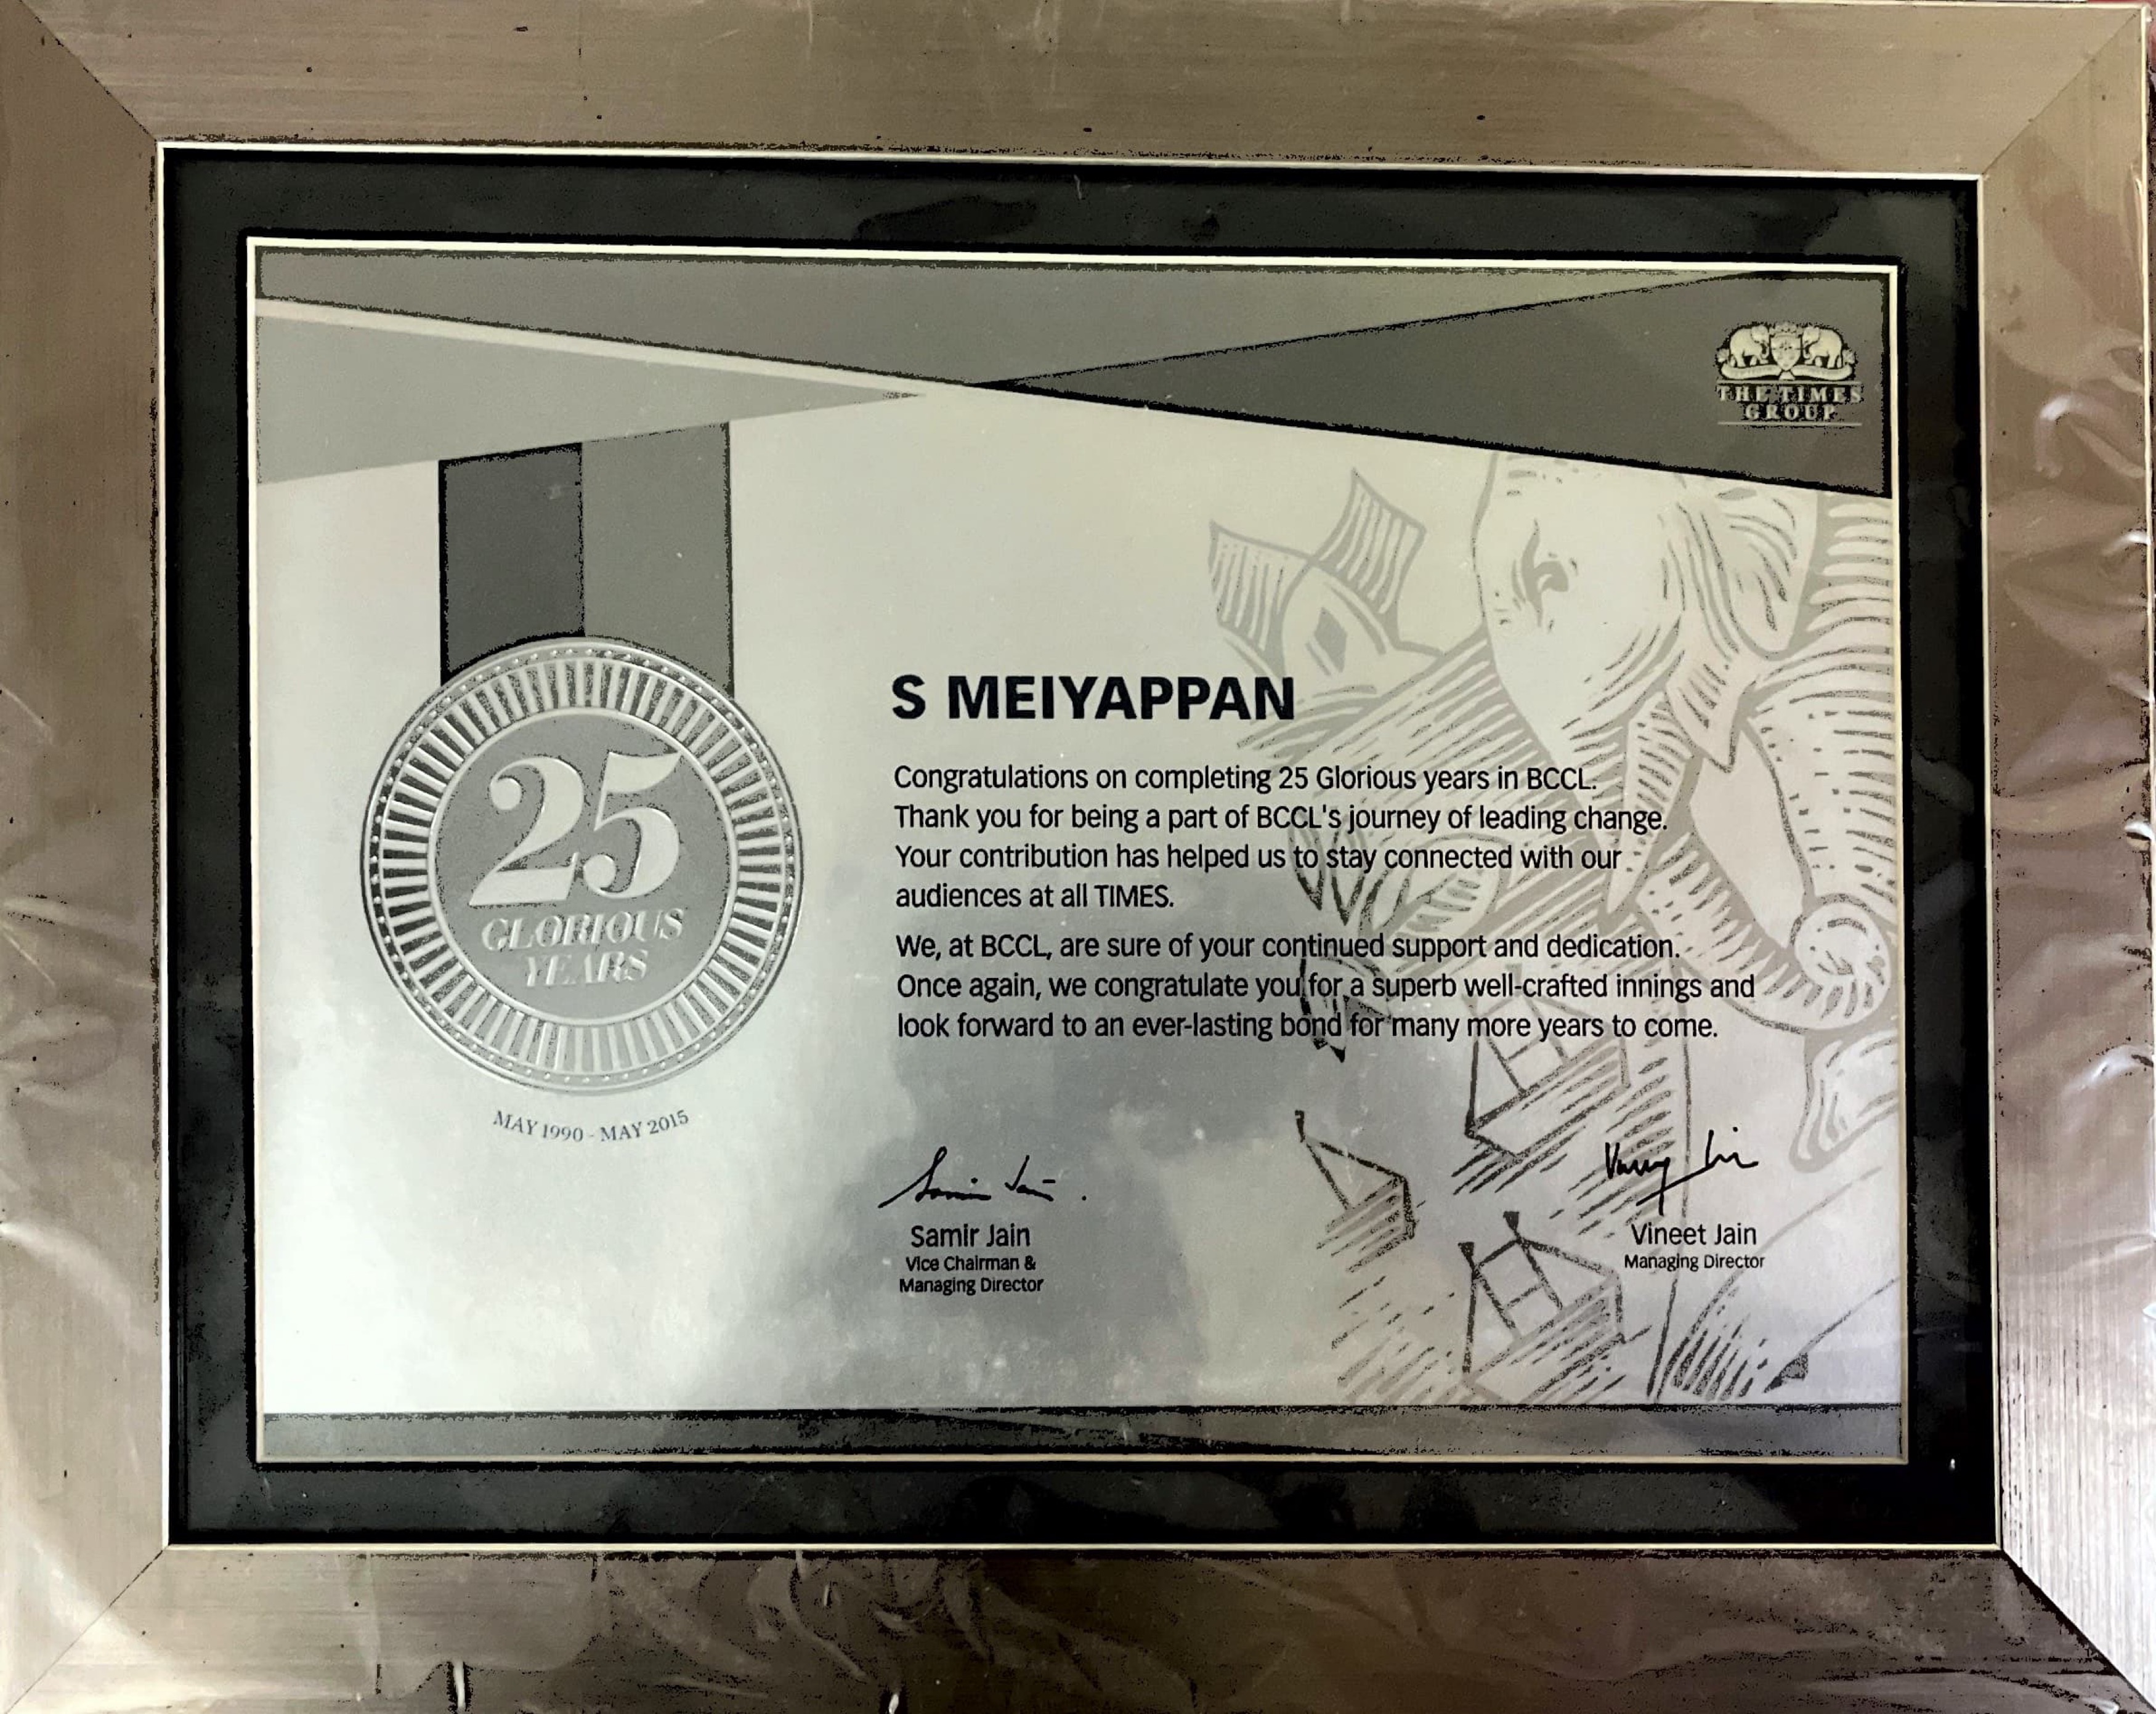 THE TIMES
GROUP
25
GLORIOUS
YEARS
MAY 1990 - MAY 2015
S MEIYAPPAN
Congratulations on completing 25 Glorious years in BCCL.
Thank you for being a part of BCCL's journey of leading change.
Your contribution has helped us to stay connected with our
audiences at all TIMES.
We, at BCCL, are sure of your continued support and dedication.
Once again, we congratulate you for a superb well-crafted innings and
look forward to an ever-lasting bond for many more years to come.
Samir Jain
Vice Chairman &
Managing Director
Vineet Jain
Managing Director